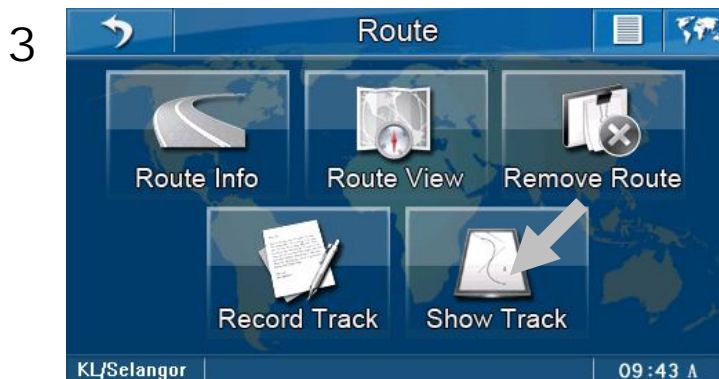 3
Route
Route Info
Route View
Remove Route
Record Track
Show Track
KL/Selangor
09:43 A